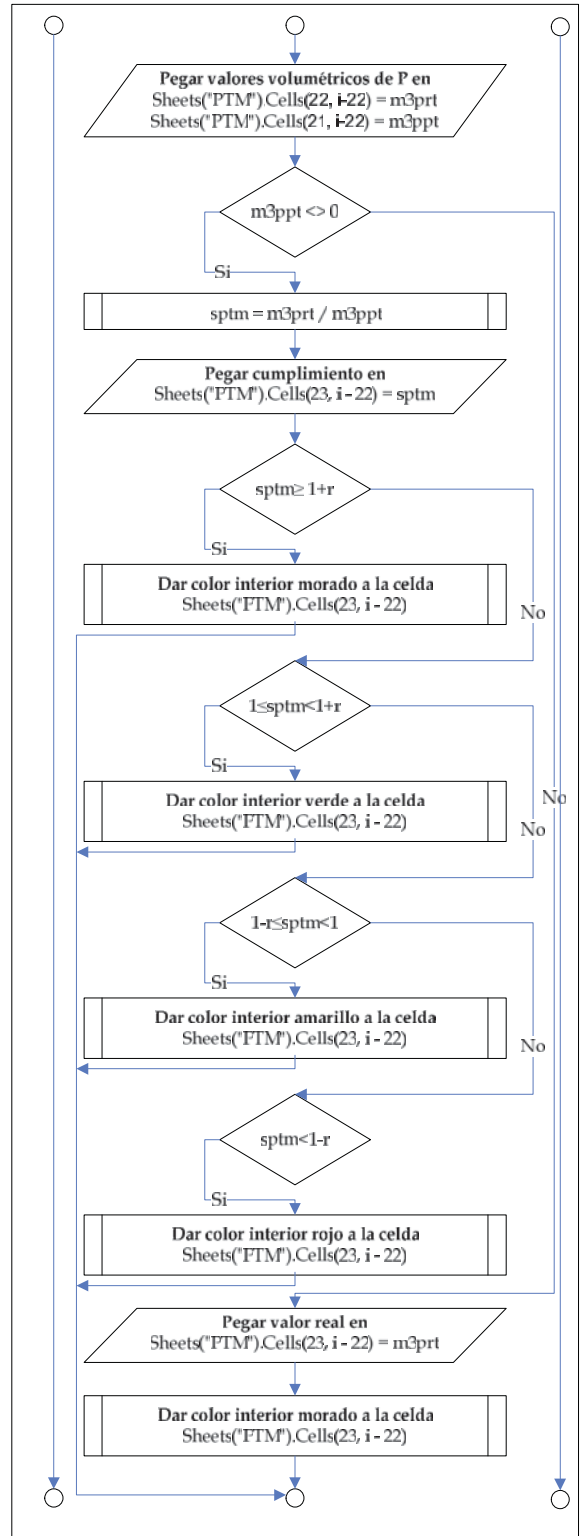 Pegar valores volumétricos de P en
Sheets("PTM").Cells(22, i-22) = m3prt
Sheets("PTM").Cells(21, i-22) = m3ppt
m3ppt <> 0
Si
sptm = m3prt / m3ppt
Pegar cumplimiento en
Sheets("PTM").Cells(23, i - 22) = sptm
sptm≥ 1+r
Si
Dar color interior morado a la celda
Sheets("PTM").Cells(23, i - 22)
No
1≤sptm<1+r
Si
Dar color interior verde a la celda
Sheets("PTM").Cells(23, i - 22)
No
No
1-r≤sptm<1
Si
Dar color interior amarillo a la celda
Sheets("PTM").Cells(23, i - 22)
No
sptm<1-r
Si
Dar color interior rojo a la celda
Sheets("PTM").Cells(23, i - 22)
Pegar valor real en
Sheets("PTM").Cells(23, i - 22) = m3prt
Dar color interior morado a la celda
Sheets("PTM").Cells(23, i - 22)